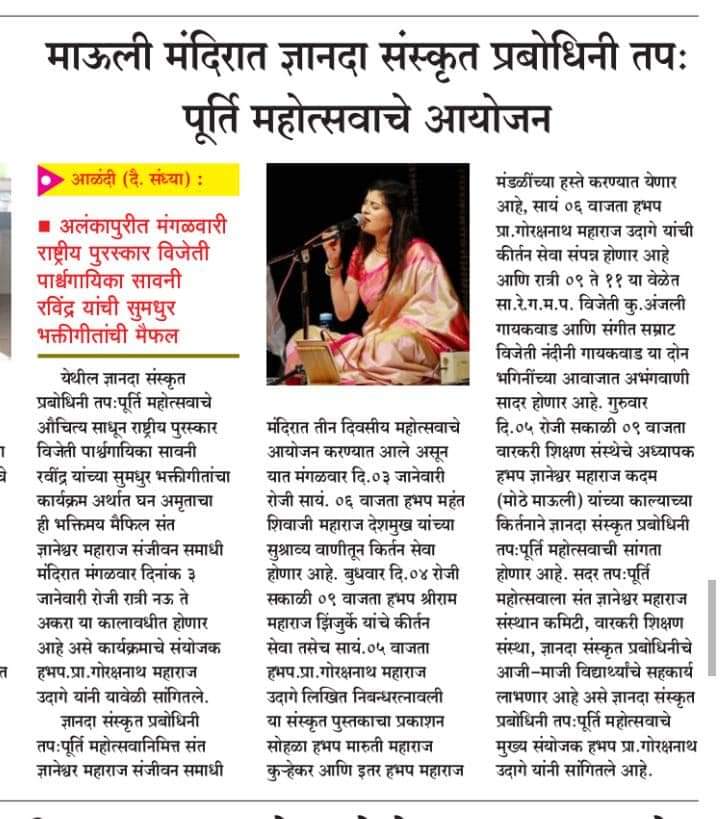 माऊली मंदिरात ज्ञानदा संस्कृत प्रबोधिनी तप:
पूर्ति महोत्सवाचे आयोजन
आळंदी (दै. संध्या) :
■ अलंकापुरीत मंगळवारी
राष्ट्रीय पुरस्कार विजेती
पार्श्वगायिका सावनी
रविंद्र यांची सुमधुर
भक्तीगीतांची मैफल
येथील ज्ञानदा संस्कृत
प्रबोधिनी तप:पूर्ति महोत्सवाचे
औचित्य साधून राष्ट्रीय पुरस्कार
विजेती पार्श्वगायिका सावनी
रवींद्र यांच्या सुमधुर भक्तीगीतांचा
कार्यक्रम अर्थात घन अमृताचा
ही भक्तिमय मैफिल संत
ज्ञानेश्वर महाराज संजीवन समाधी
मंदिरात मंगळवार दिनांक ३
जानेवारी रोजी रात्री नऊ ते
अकरा या कालावधीत होणार
आहे असे कार्यक्रमाचे संयोजक
हभप.प्रा.गोरक्षनाथ महाराज
उदागे यांनी यावेळी सांगितले.
ज्ञानदा संस्कृत प्रबोधिनी
तप:पूर्ति महोत्सवानिमित्त संत
ज्ञानेश्वर महाराज संजीवन समाधी
मंदिरात तीन दिवसीय महोत्सवाचे
आयोजन करण्यात आले असून
यात मंगळवार दि.०३ जानेवारी
रोजी सायं. ०६ वाजता हभप महंत
शिवाजी महाराज देशमुख यांच्या
सुश्राव्य वाणीतून किर्तन सेवा
होणार आहे. बुधवार दि.०४ रोजी
सकाळी ०९ वाजता हभप श्रीराम
महाराज झिंजुर्के यांचे कीर्तन
सेवा तसेच सायं.०५ वाजता
हभप.प्रा.गोरक्षनाथ महाराज
उदागे लिखित निबन्धरत्नावली
या संस्कृत पुस्तकाचा प्रकाशन
सोहळा हभप मारुती महाराज
कुऱ्हेकर आणि इतर हभप महाराज
मंडळींच्या हस्ते करण्यात येणार
आहे, सायं ०६ वाजता हभप
प्रा.गोरक्षनाथ महाराज उदागे यांची
कीर्तन सेवा संपन्न होणार आहे
आणि रात्री ०९ ते ११ या वेळेत
सा.रे.ग.म.प. विजेती कु.अंजली
गायकवाड आणि संगीत सम्राट
विजेती नंदीनी गायकवाड या दोन
भगिनींच्या आवाजात अभंगवाणी
सादर होणार आहे. गुरुवार
दि.०५ रोजी सकाळी ०९ वाजता
वारकरी शिक्षण संस्थेचे अध्यापक
हभप ज्ञानेश्वर महाराज कदम
(मोठे माऊली) यांच्या काल्याच्या
किर्तनाने ज्ञानदा संस्कृत प्रबोधिनी
तप:पूर्ति महोत्सवाची सांगता
होणार आहे. सदर तप:पूर्ति
महोत्सवाला संत ज्ञानेश्वर महाराज
संस्थान कमिटी, वारकरी शिक्षण
संस्था, ज्ञानदा संस्कृत प्रबोधिनीचे
आजी-माजी विद्यार्थ्यांचे सहकार्य
लाभणार आहे असे ज्ञानदा संस्कृत
प्रबोधिनी तप:पूर्ति महोत्सवाचे
मुख्य संयोजक हभप प्रा.गोरक्षनाथ
उदागे यांनी सांगितले आहे.